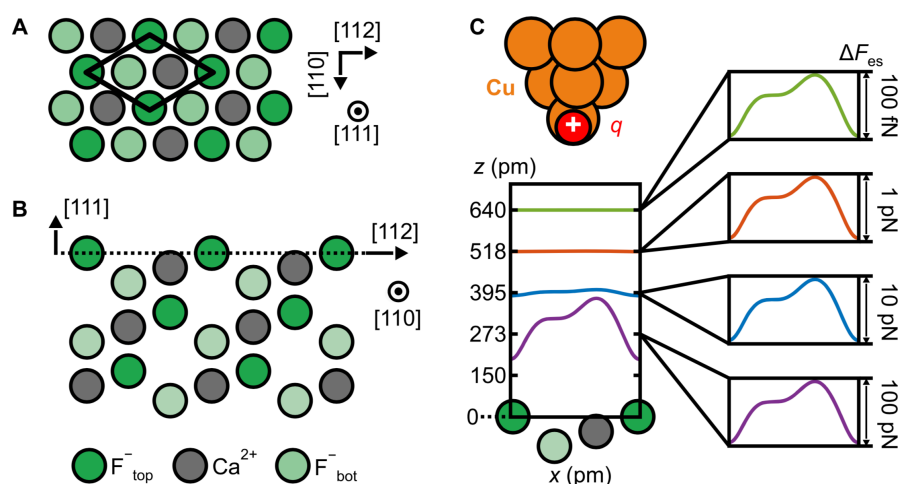 A
[112]
[110]
[111]
B
[111]
[112]
[110]
F⁻top
Ca²⁺
F⁻bot
C
Cu
+
q
z (pm)
640
518
395
273
150
0
x (pm)
ΔFes
100 fN
1 pN
10 pN
100 pN